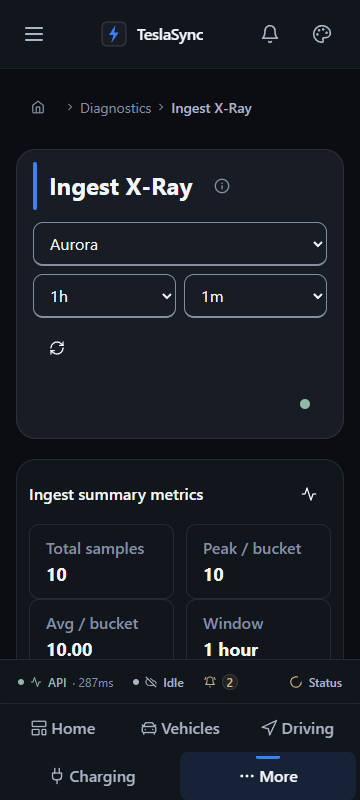 TeslaSync
Diagnostics Ingest X-Ray
Ingest X-Ray
Aurora
1h 1m
Ingest summary metrics
Total samples Peak / bucket
10 10
Avg / bucket Window
10.00 1 hour
API · 287ms Idle 2 Status
Home Vehicles Driving
Charging More